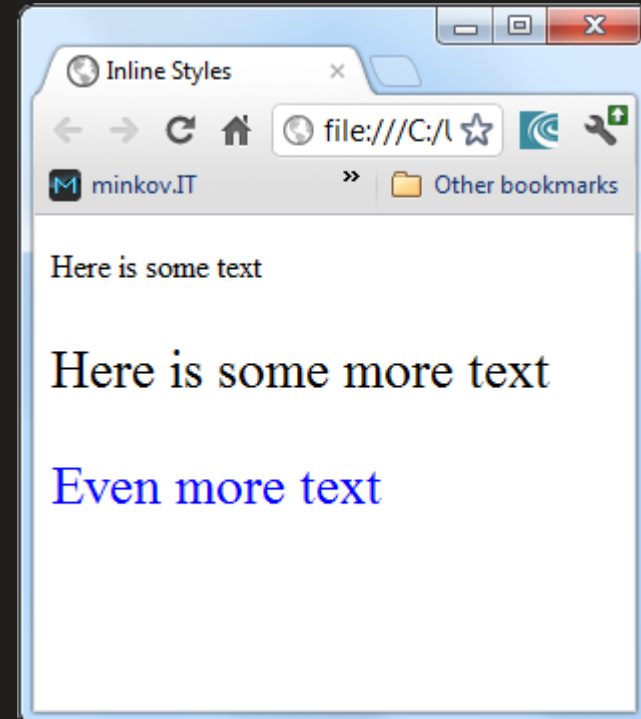 Inline Styles
file:///C:/l
minkov.IT
Other bookmarks
Here is some text
Here is some more text
Even more text